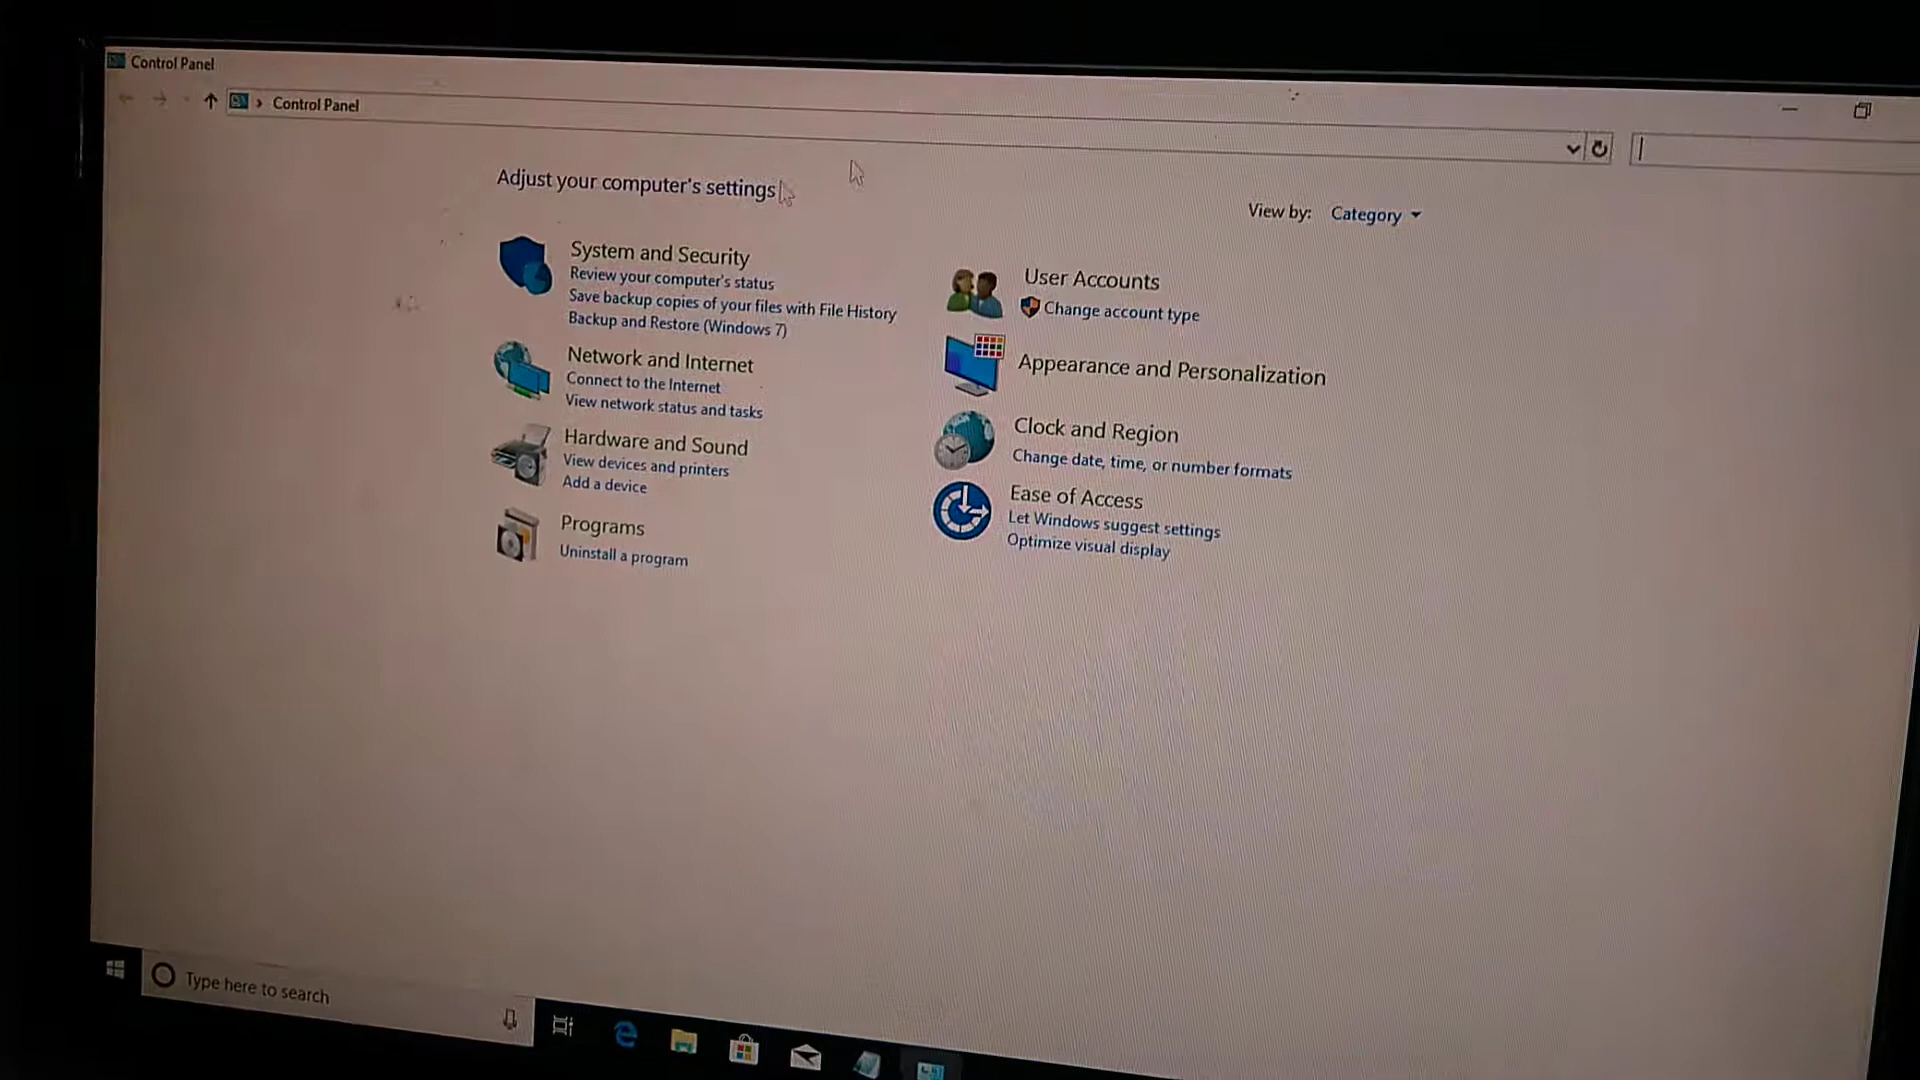 Control Panel
Control Panel
Adjust your computer's settings
View by: Category
System and Security
Review your computer's status
Save backup copies of your files with File History
Backup and Restore (Windows 7)
Network and Internet
Connect to the Internet
View network status and tasks
Hardware and Sound
View devices and printers
Add a device
Programs
Uninstall a program
User Accounts
Change account type
Appearance and Personalization
Clock and Region
Change date, time, or number formats
Ease of Access
Let Windows suggest settings
Optimize visual display
Type here to search